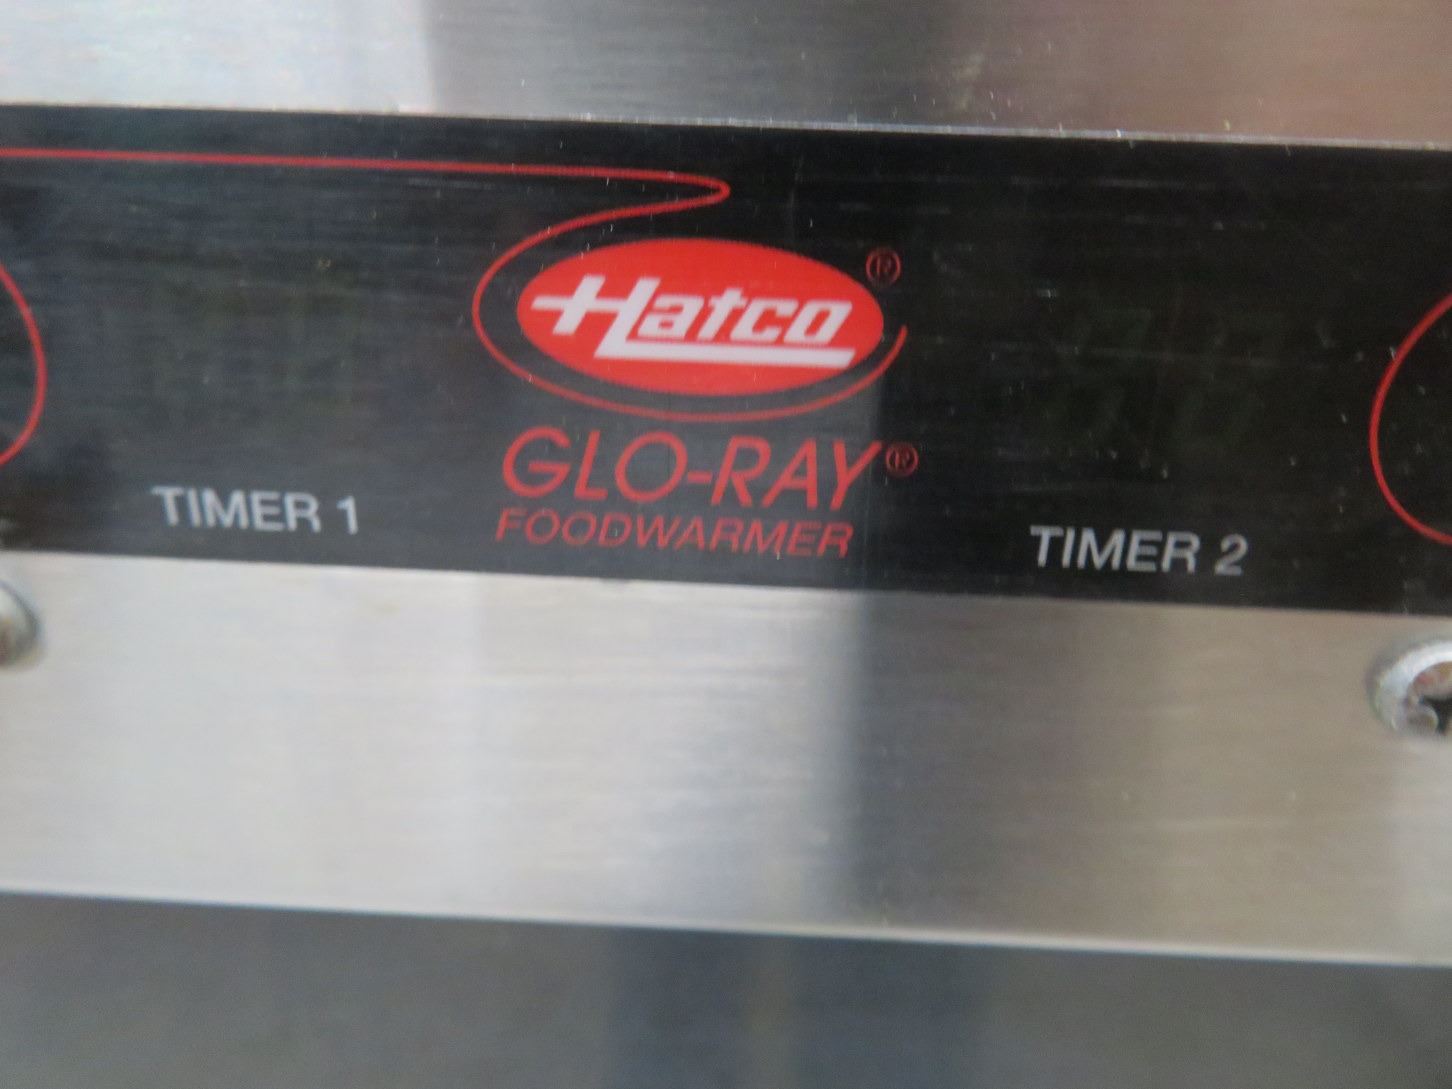 Hatco ®
GLO-RAY®
FOODWARMER
TIMER 1
TIMER 2